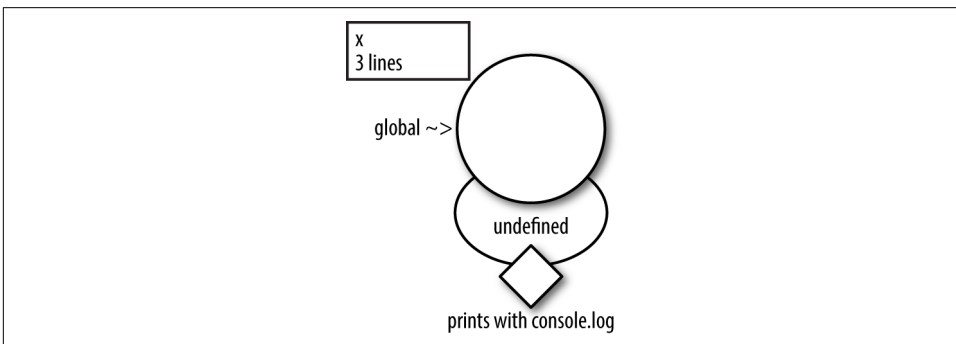 x
3 lines
global ~>
undefined
prints with console.log